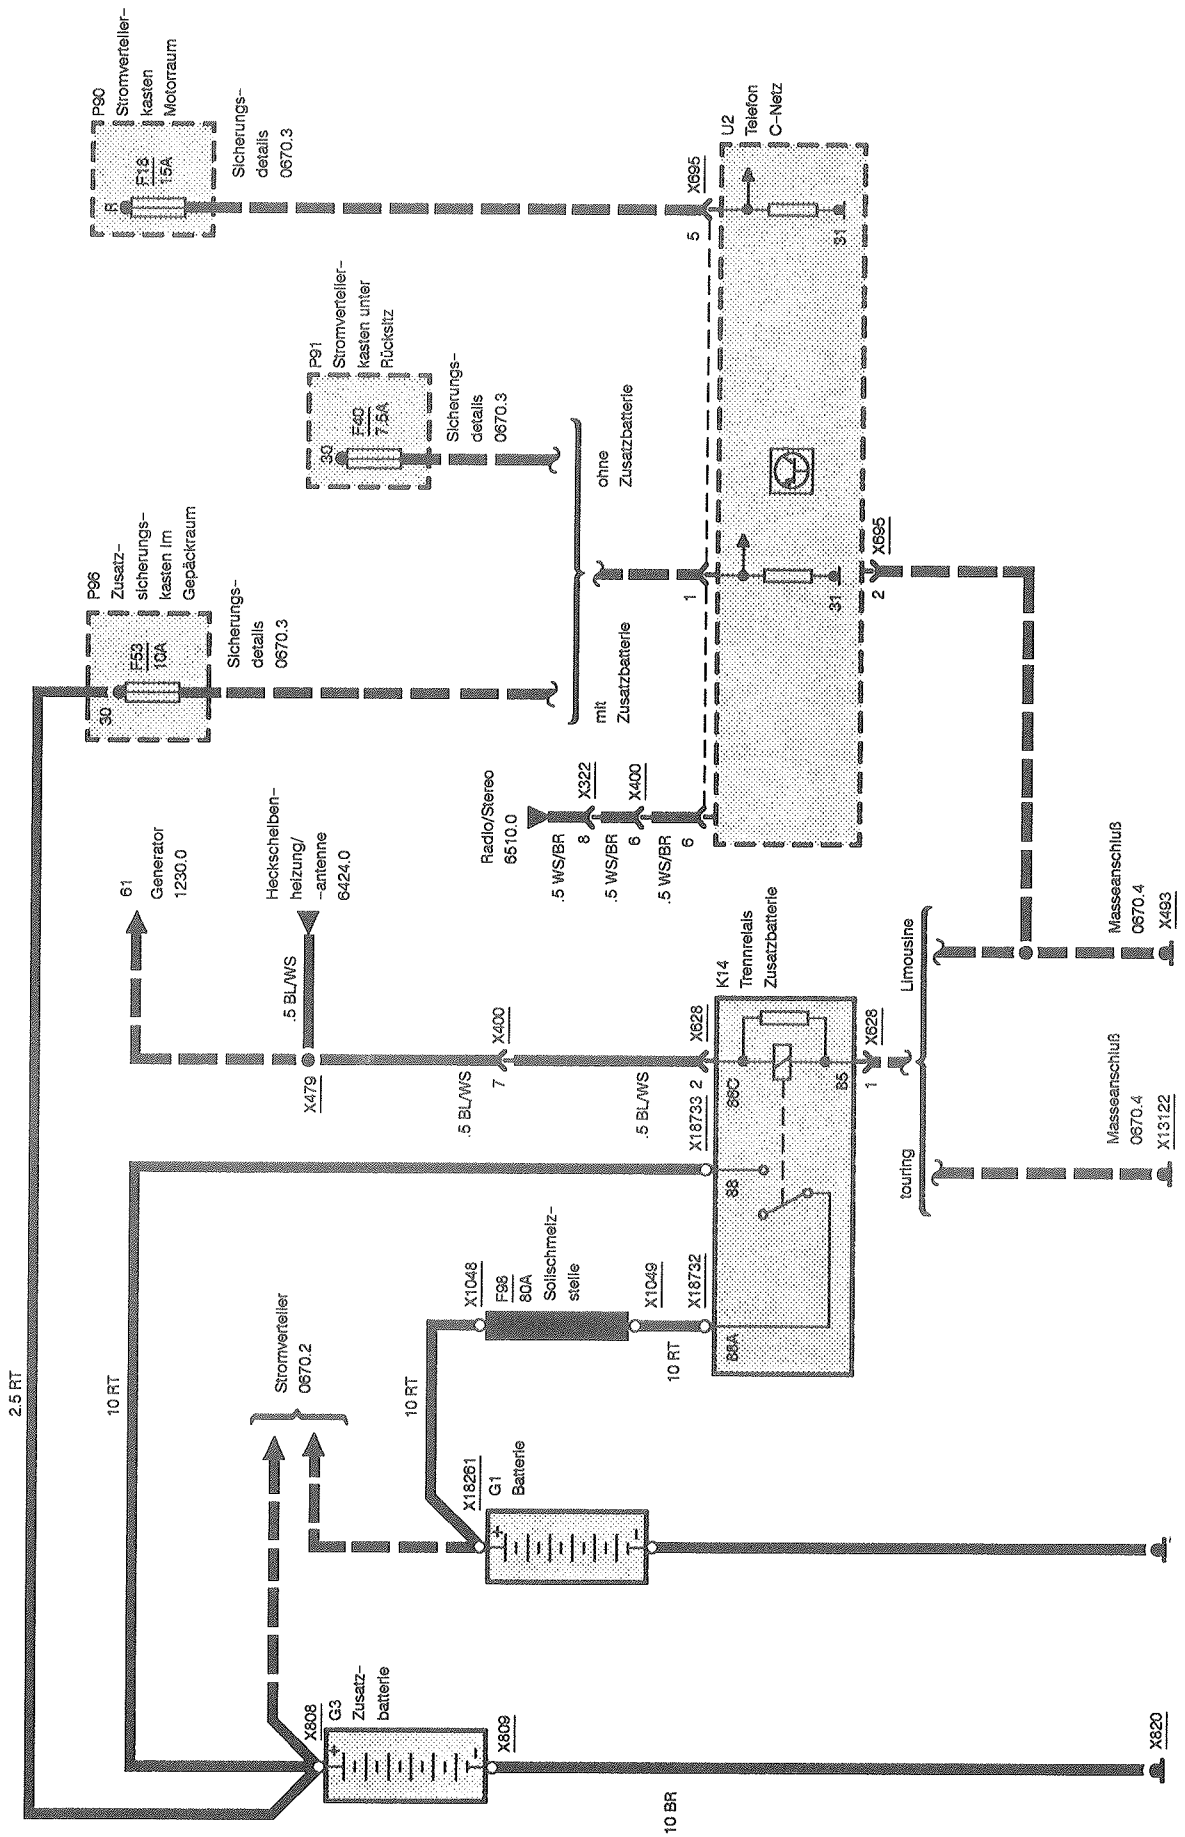 2.5 RT
10 RT
Stromverteiler
0670.2
10 RT
X808
G3
Zusatz–
batterie
+
–
X809
10 BR
X820
X18261
G1
Batterie
+
–
X1048
F98
80A
Sollschmelz–
stelle
X1049
10 RT
X18732
88A
61
Generator
1230.0
Heckscheiben–
heizung/
–antenne
6424.0
.5 BL/WS
X479
.5 BL/WS
7
X400
.5 BL/WS
X18733
2
X628
88
K14
Trennrelais
Zusatzbatterie
1
X628
touring
Limousine
Masseanschluß
0670.4
X13122
Masseanschluß
0670.4
X493
P96
Zusatz–
sicherungs–
kasten im
Gepäckraum
30
F53
10A
Sicherungs–
details
0670.3
P91
Stromverteiler–
kasten unter
Rücksitz
30
F40
7.5A
Sicherungs–
details
0670.3
P90
Stromverteiler–
kasten
Motorraum
R
F18
15A
Sicherungs–
details
0670.3
mit
Zusatzbatterie
ohne
Zusatzbatterie
Radio/Stereo
6510.0
.5 WS/BR
8
X322
.5 WS/BR
6
X400
.5 WS/BR
6
1
5
X695
U2
Telefon
C–Netz
31
31
2
X695